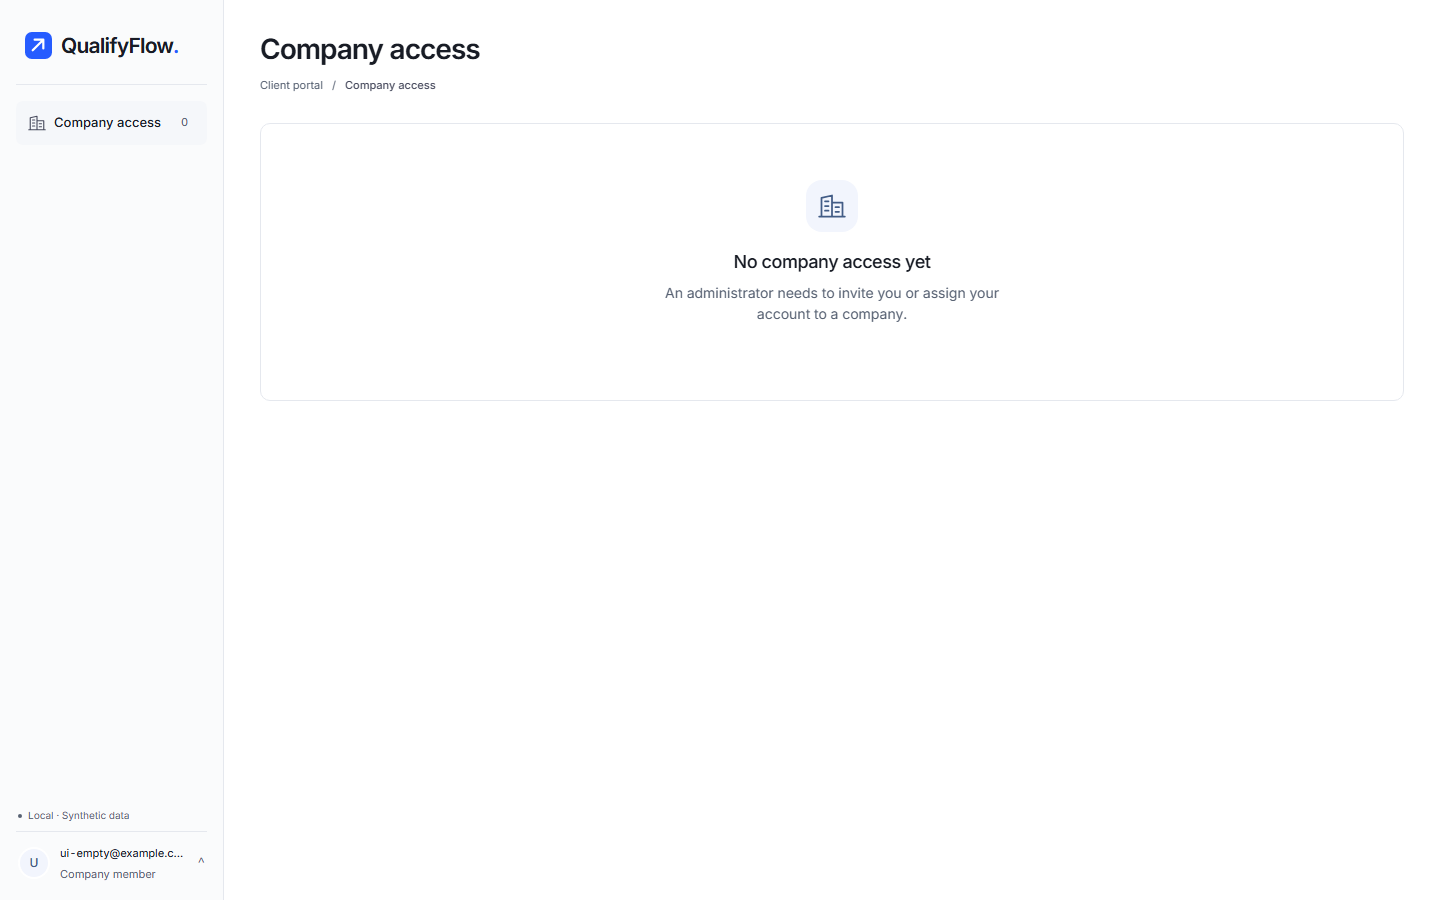 QualifyFlow.
Company access 0
Company access
Client portal / Company access
No company access yet
An administrator needs to invite you or assign your
account to a company.
Local · Synthetic data
U
ui-empty@example.c...
Company member